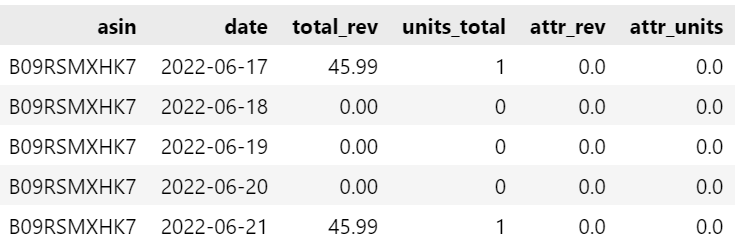 asin date total_rev units_total attr_rev attr_units
B09RSMXHK7 2022-06-17 45.99 1 0.0 0.0
B09RSMXHK7 2022-06-18 0.00 0 0.0 0.0
B09RSMXHK7 2022-06-19 0.00 0 0.0 0.0
B09RSMXHK7 2022-06-20 0.00 0 0.0 0.0
B09RSMXHK7 2022-06-21 45.99 1 0.0 0.0